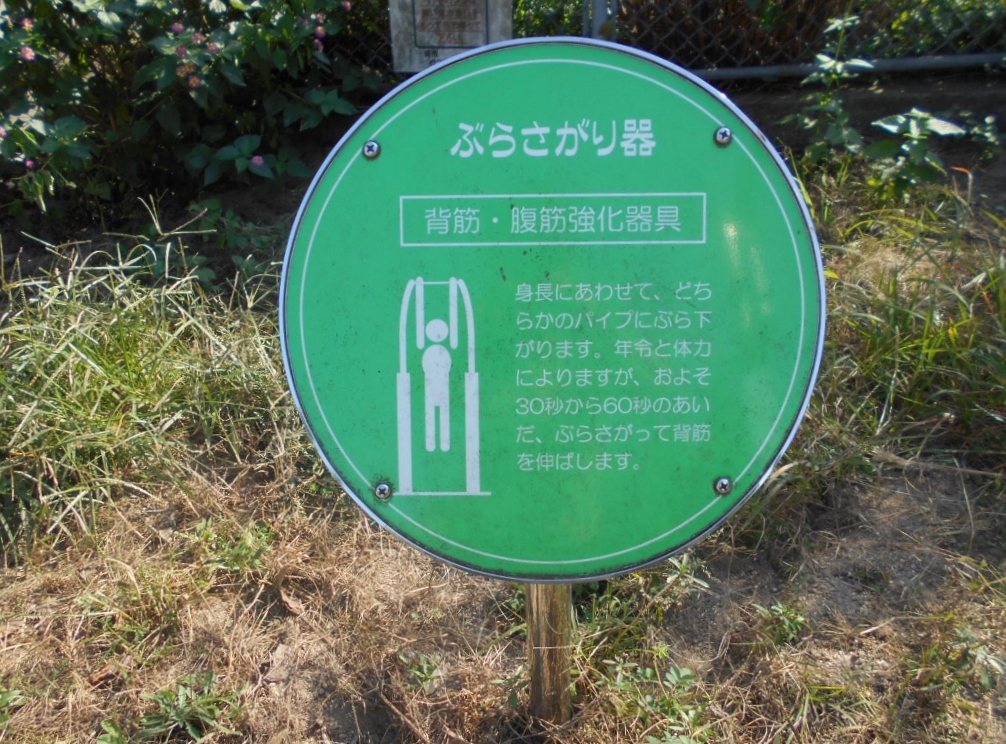 ぶらさがり器
背筋・腹筋強化器具
身長にあわせて、どち
らかのパイプにぶら下
がります。年令と体力
によりますが、およそ
30秒から60秒のあい
だ、ぶらさがって背筋
を伸ばします。